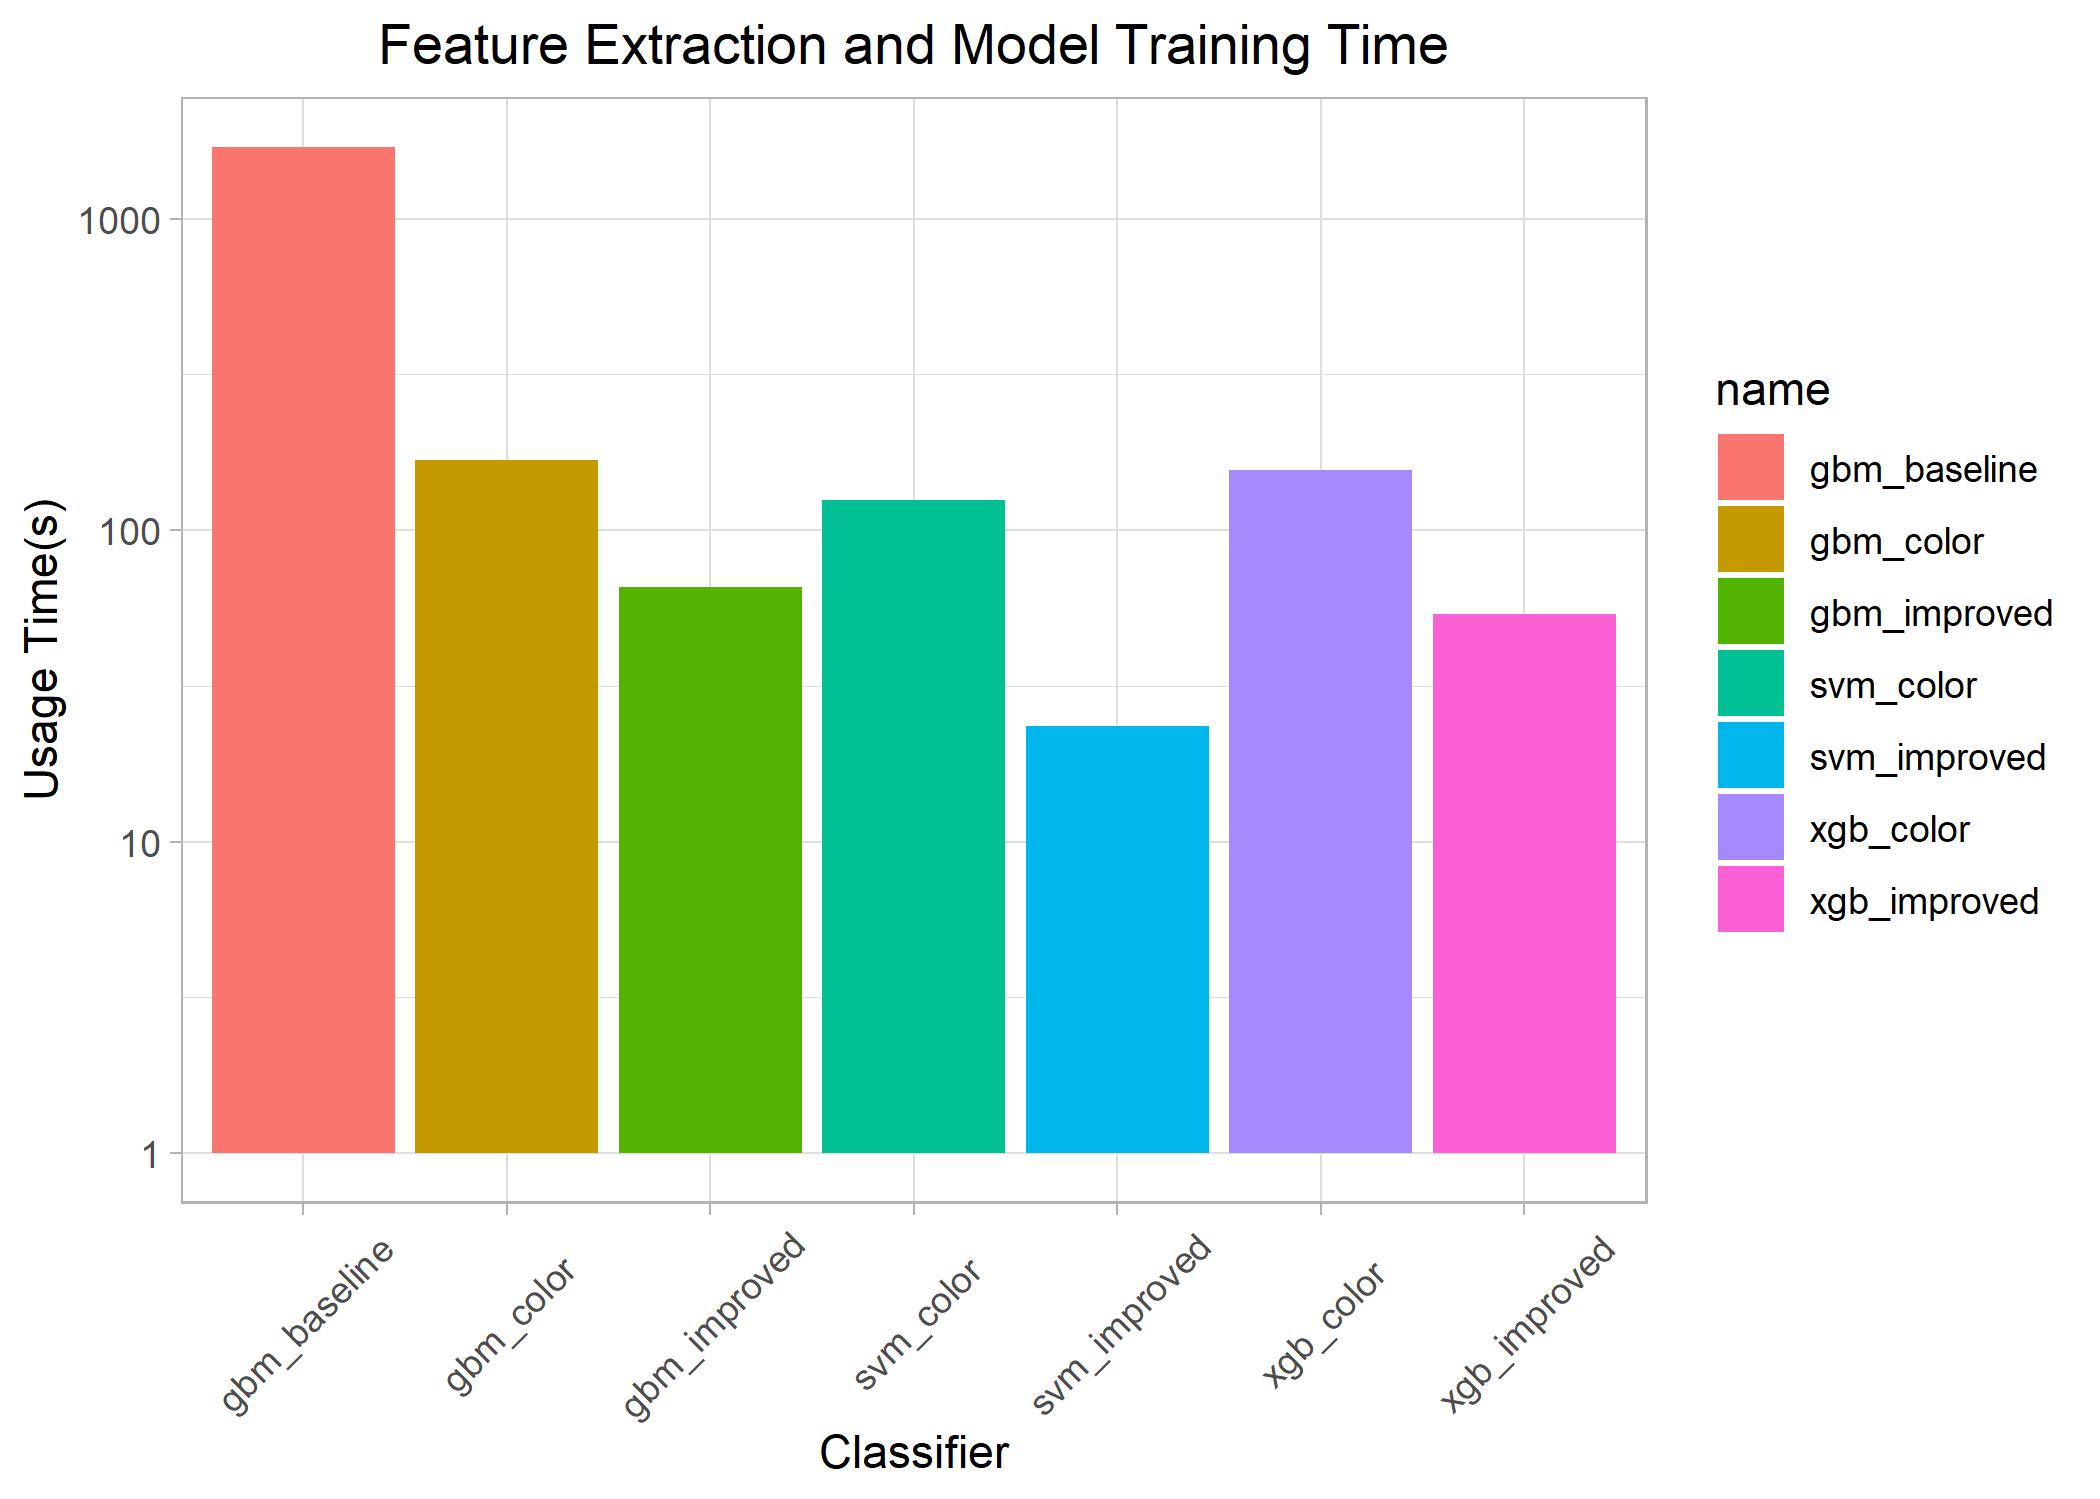 Feature Extraction and Model Training Time
Usage Time(s)
1000
100
10
1
gbm_baseline
gbm_color
gbm_improved
svm_color
svm_improved
xgb_color
xgb_improved
Classifier
name
gbm_baseline
gbm_color
gbm_improved
svm_color
svm_improved
xgb_color
xgb_improved